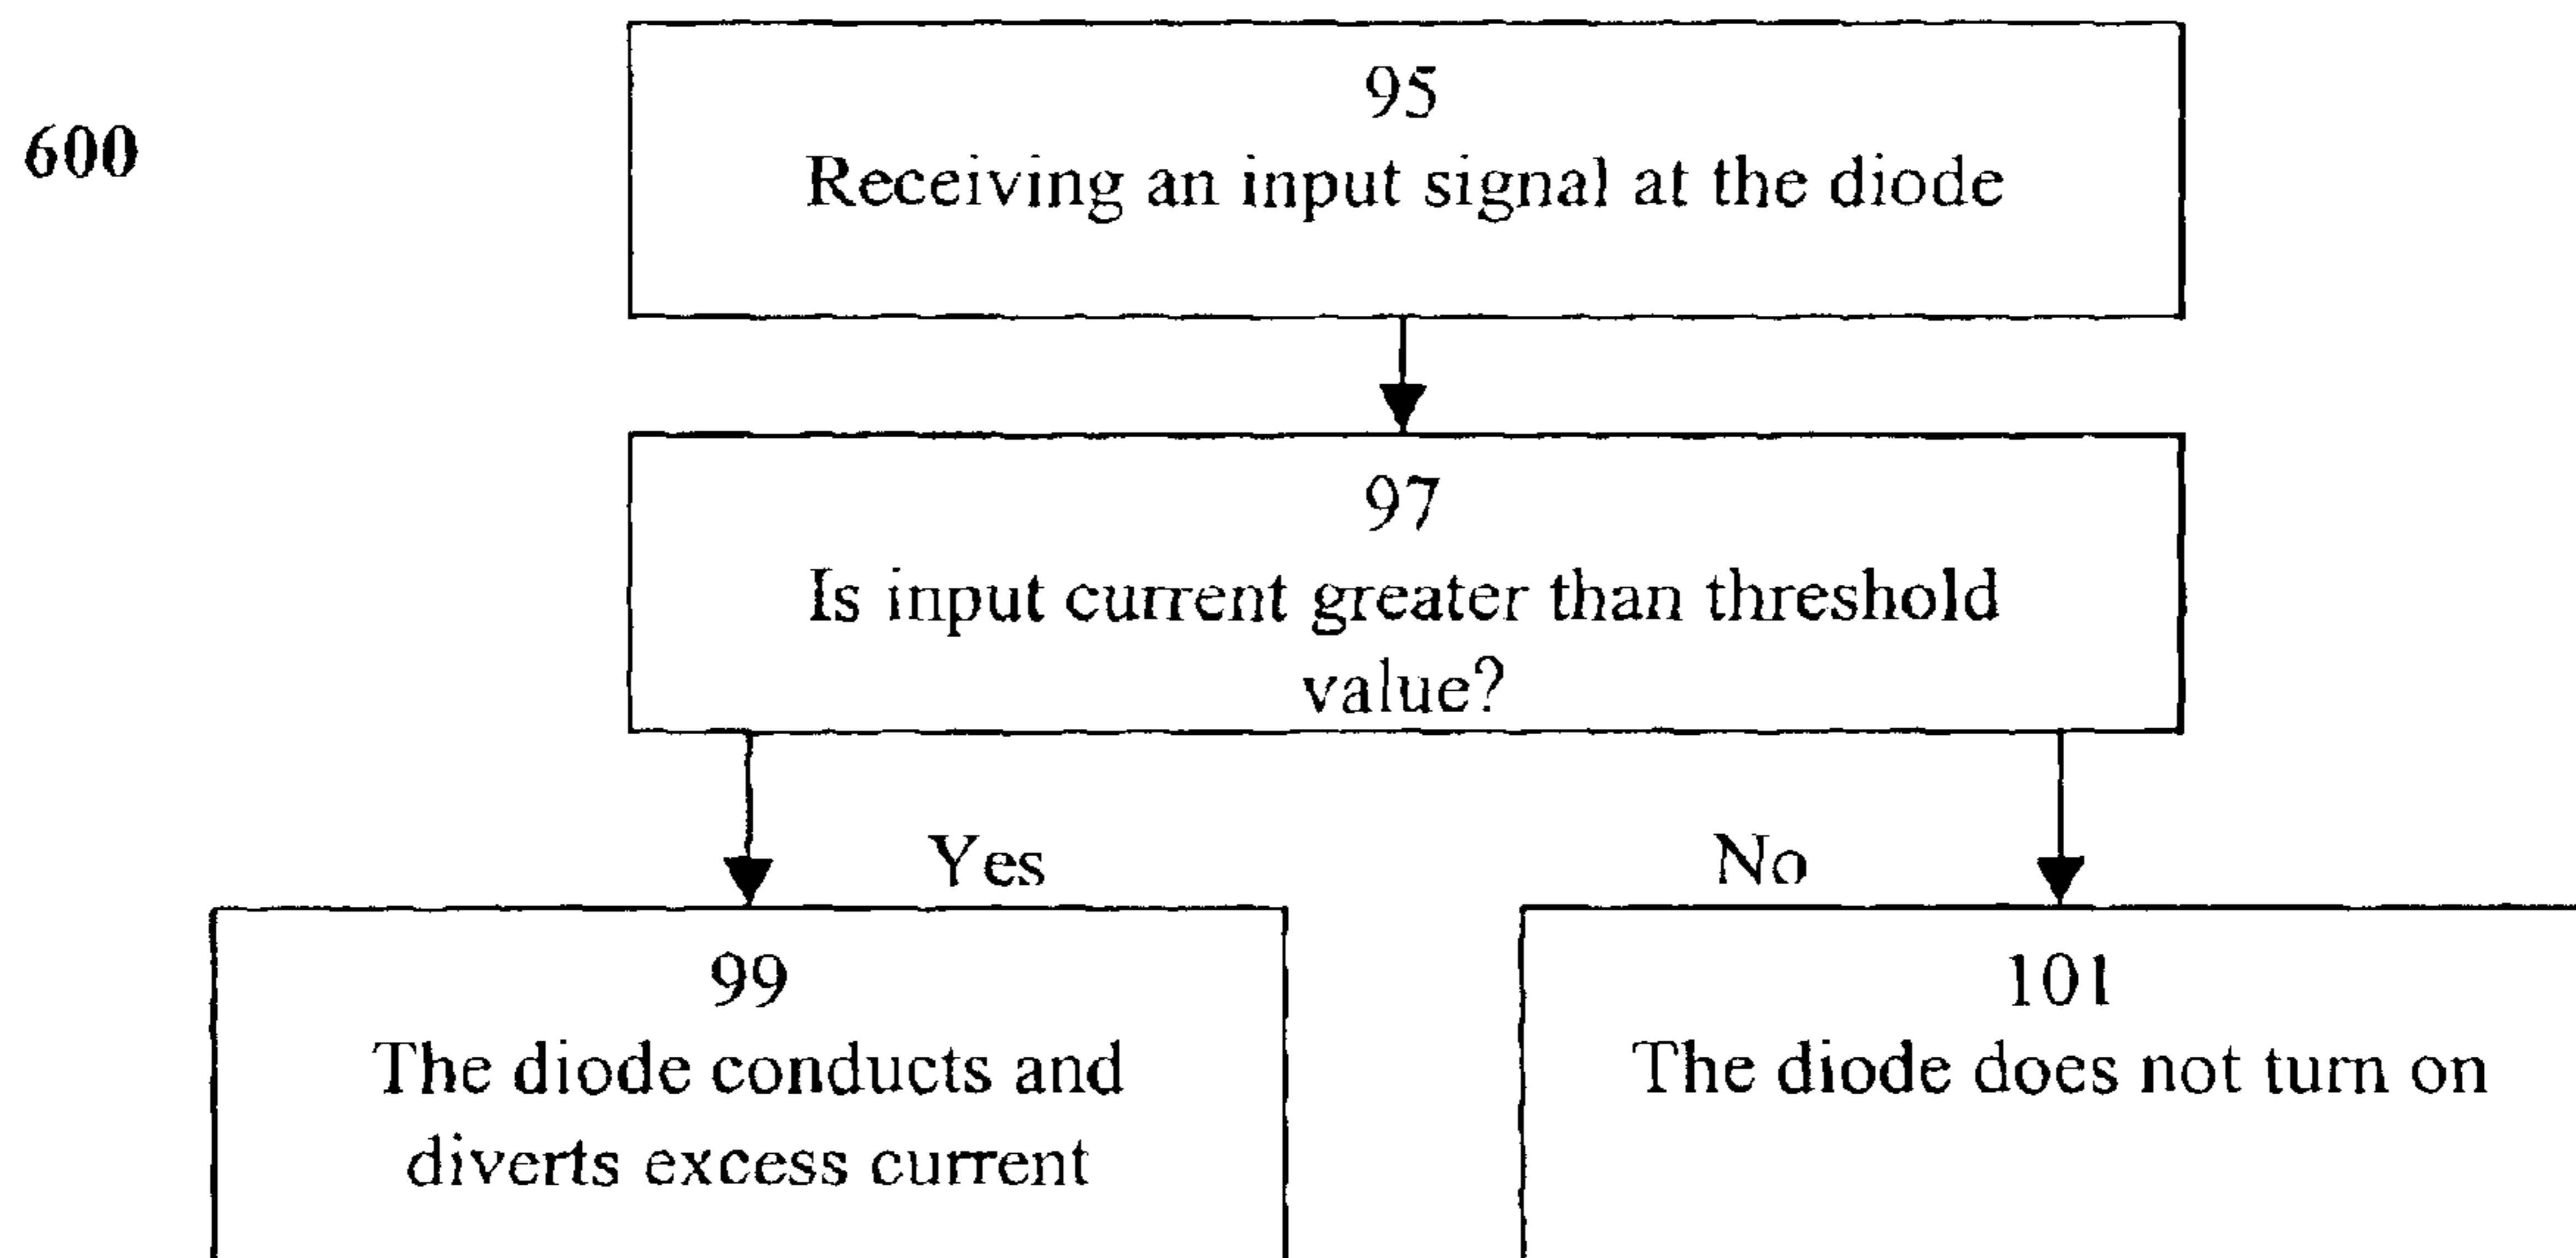 600
95
Receiving an input signal at the diode
97
Is input current greater than threshold
value?
Yes
No
99
The diode conducts and
diverts excess current
101
The diode does not turn on